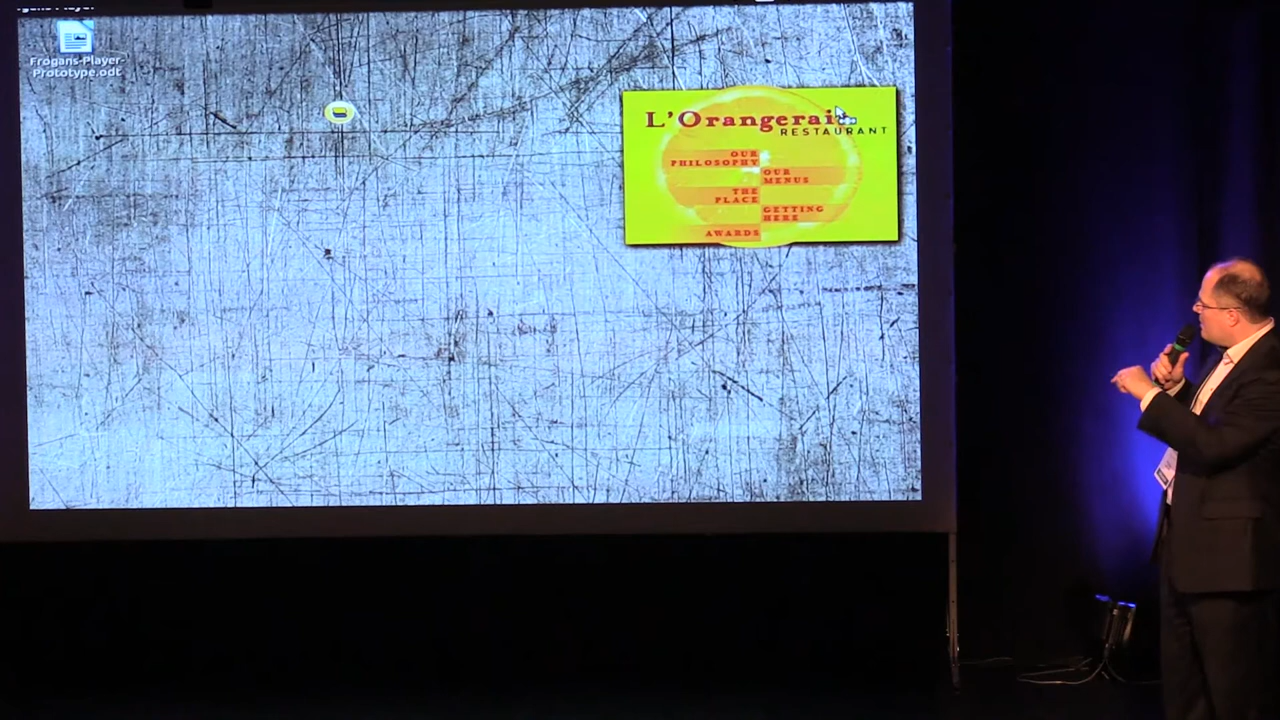 Frogans-Player-
Prototype.odt
L'Orangerai
RESTAURANT
OUR
PHILOSOPHY
OUR
MENUS
THE
PLACE
GETTING
HERE
AWARDS